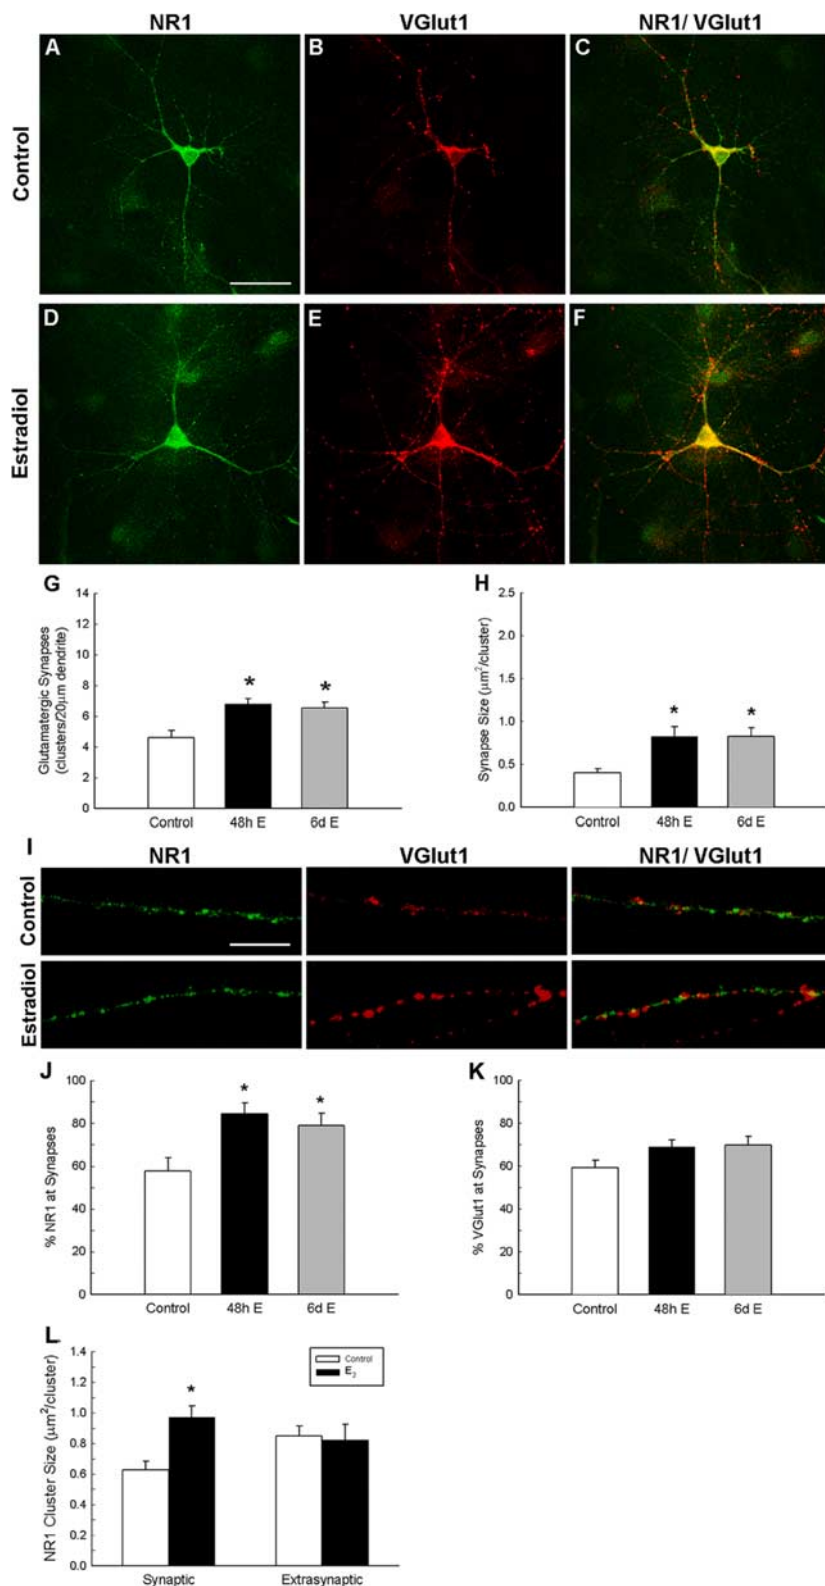 NR1 VGlut1 NR1/ VGlut1
Control
A B C
Estradiol
D E F
G
Glutamatergic Synapses
(clusters/20μm dendrite)
14
12
10
8
6
4
2
0
* *
Control 48h E 6d E
H
Synapse Size (μm²/cluster)
2.5
2.0
1.5
1.0
0.5
0.0
* *
Control 48h E 6d E
I
NR1 VGlut1 NR1/ VGlut1
Control
Estradiol
J
% NR1 at Synapses
100
80
60
40
20
0
* *
Control 48h E 6d E
K
% VGlut1 at Synapses
100
80
60
40
20
0
Control 48h E 6d E
L
NR1 Cluster Size (μm²/cluster)
1.4
1.2
1.0
0.8
0.6
0.4
0.2
0.0
*
Control
E₂
Synaptic Extrasynaptic